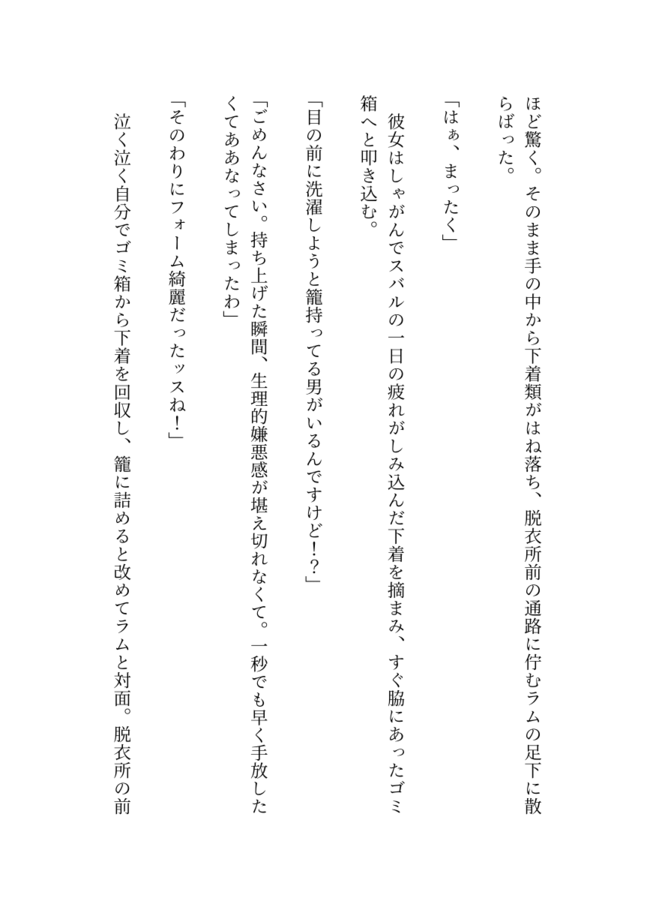 ほど驚く。そのまま手の中から下着類がはね落ち、脱衣所前の通路に佇むラムの足下に散
らばった。
「はぁ、まったく」
彼女はしゃがんでスバルの一日の疲れがしみ込んだ下着を摘まみ、すぐ脇にあったゴミ
箱へと叩き込む。
「目の前に洗濯しようと籠持ってる男がいるんですけど！？」
「ごめんなさい。持ち上げた瞬間、生理的嫌悪感が堪え切れなくて。一秒でも早く手放した
くてああなってしまったわ」
「そのわりにフォーム綺麗だったッスね！」
泣く泣く自分でゴミ箱から下着を回収し、籠に詰めると改めてラムと対面。脱衣所の前